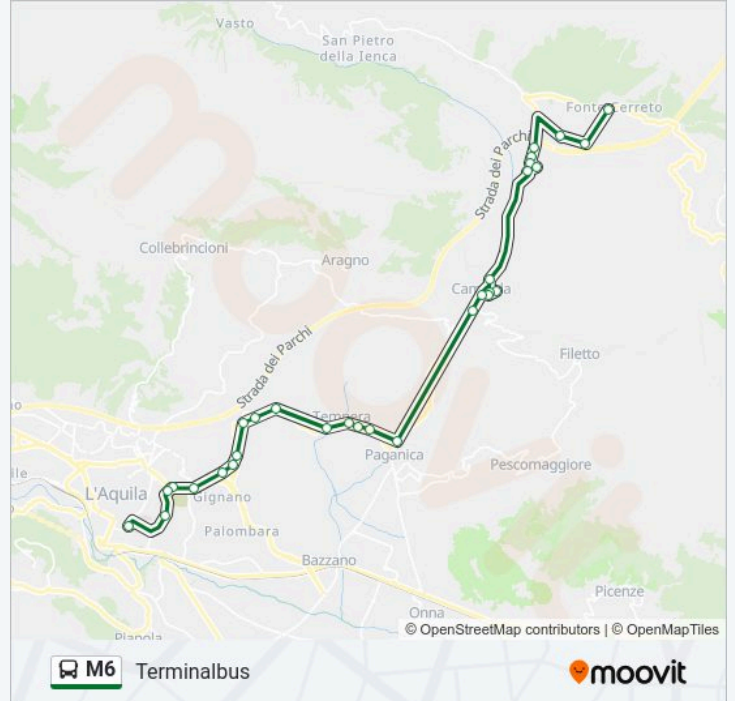 Vasto
San Pietro
della Ienca
Fonte Cerreto
Strada dei Parchi
Collebrincioni
Aragno
Camarda
Strada dei Parchi
Filetto
Tempera
Paganica
Pescomaggiore
L'Aquila
Gignano
Palombara
Bazzano
Onna
Picenze
Pianola
© OpenStreetMap contributors | © OpenMapTiles
M6 Terminalbus
moovit
moovit